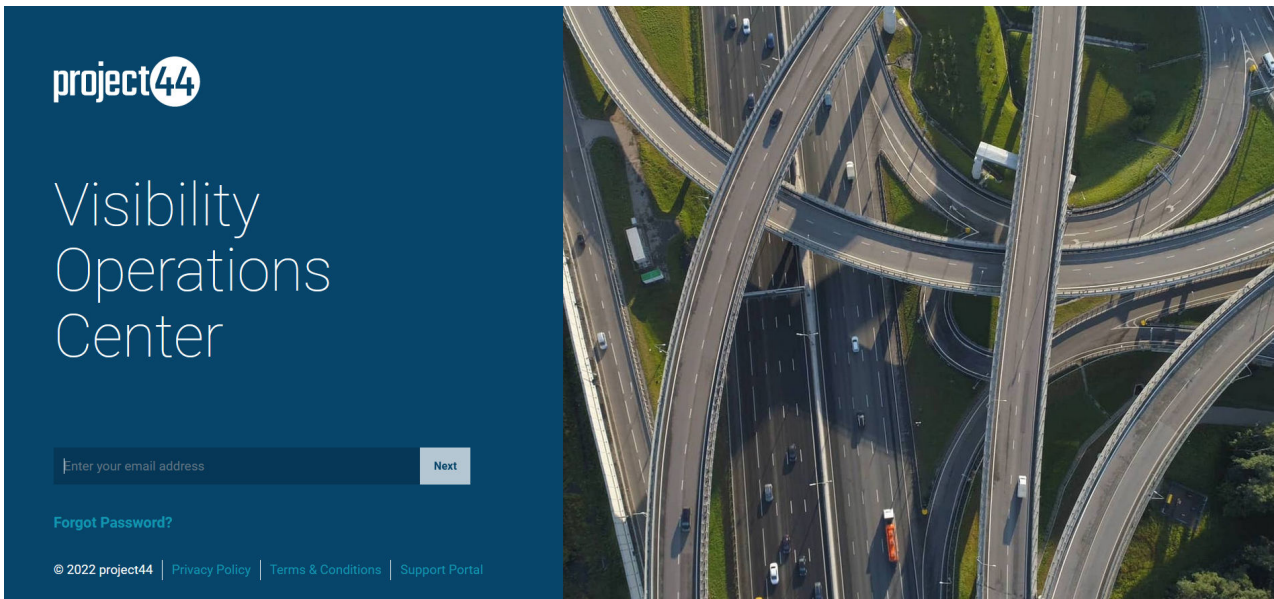 project44
Visibility
Operations
Center
Enter your email address
Next
Forgot Password?
© 2022 project44 | Privacy Policy | Terms & Conditions | Support Portal